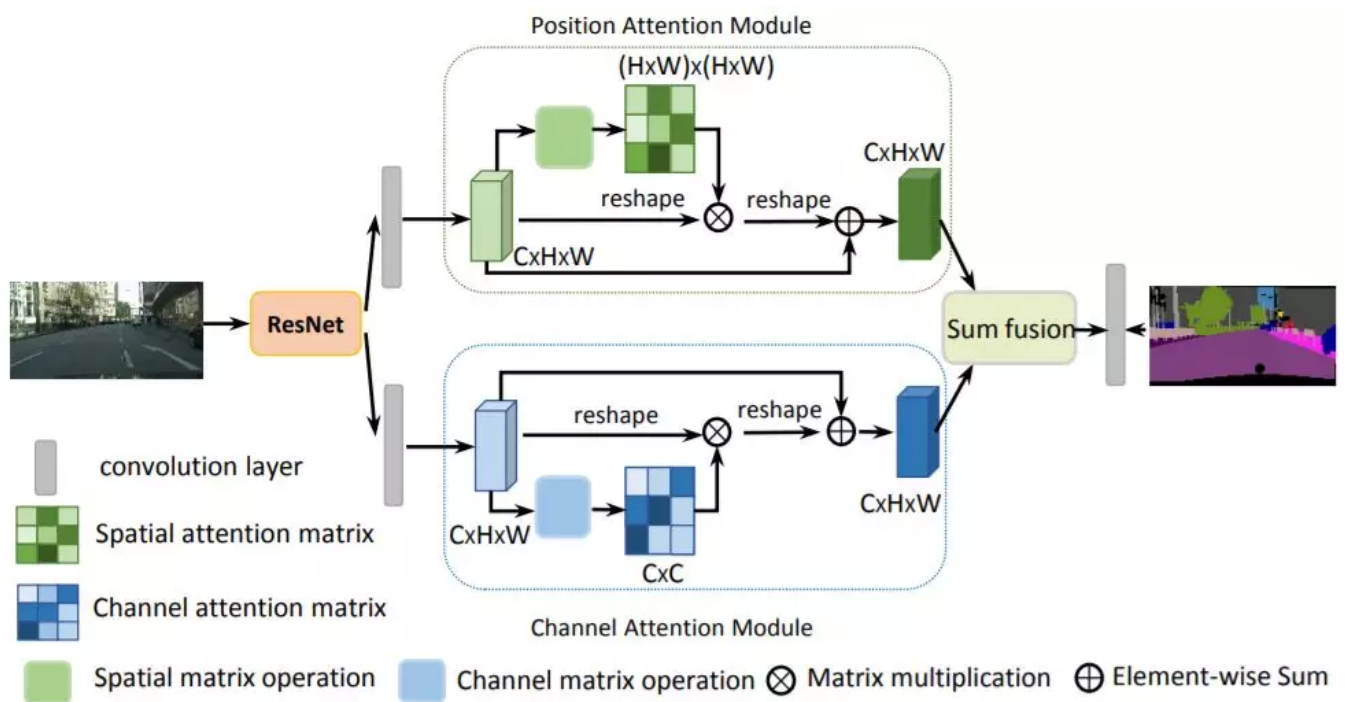 Position Attention Module
(HxW)x(HxW)
CxHxW
reshape
reshape
CxHxW
ResNet
Sum fusion
reshape
reshape
CxHxW
CxHxW
CxC
Channel Attention Module
convolution layer
Spatial attention matrix
Channel attention matrix
Spatial matrix operation
Channel matrix operation
Matrix multiplication
Element-wise Sum